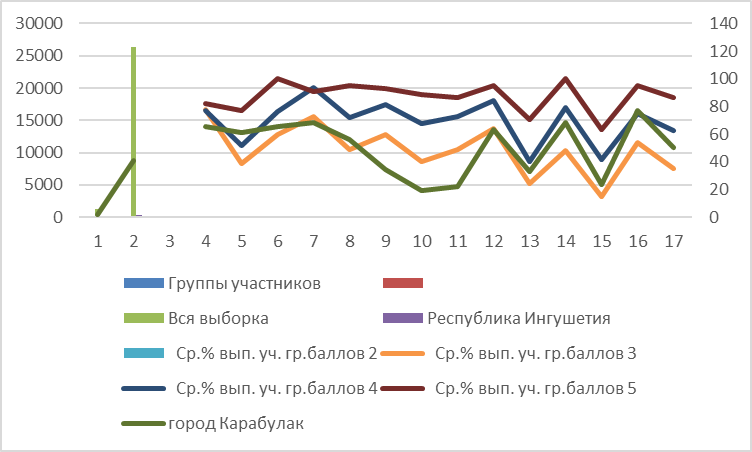 30000 140
25000 120
20000 100
80
15000
60
10000
40
5000 20
0 0
1 2 3 4 5 6 7 8 9 10 11 12 13 14 15 16 17
Группы участников
Вся выборка Республика Ингушетия
Ср.% вып. уч. гр.баллов 2 Ср.% вып. уч. гр.баллов 3
Ср.% вып. уч. гр.баллов 4 Ср.% вып. уч. гр.баллов 5
город Карабулак